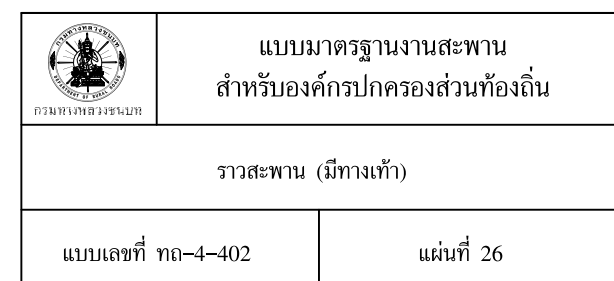 แบบมาตรฐานงานสะพาน
สำหรับองค์กรปกครองส่วนท้องถิ่น
กรมทางหลวงชนบท
DEPARTMENT OF RURAL ROADS
ราวสะพาน (มีทางเท้า)
แบบเลขที่ ทถ-4-402
แผ่นที่ 26